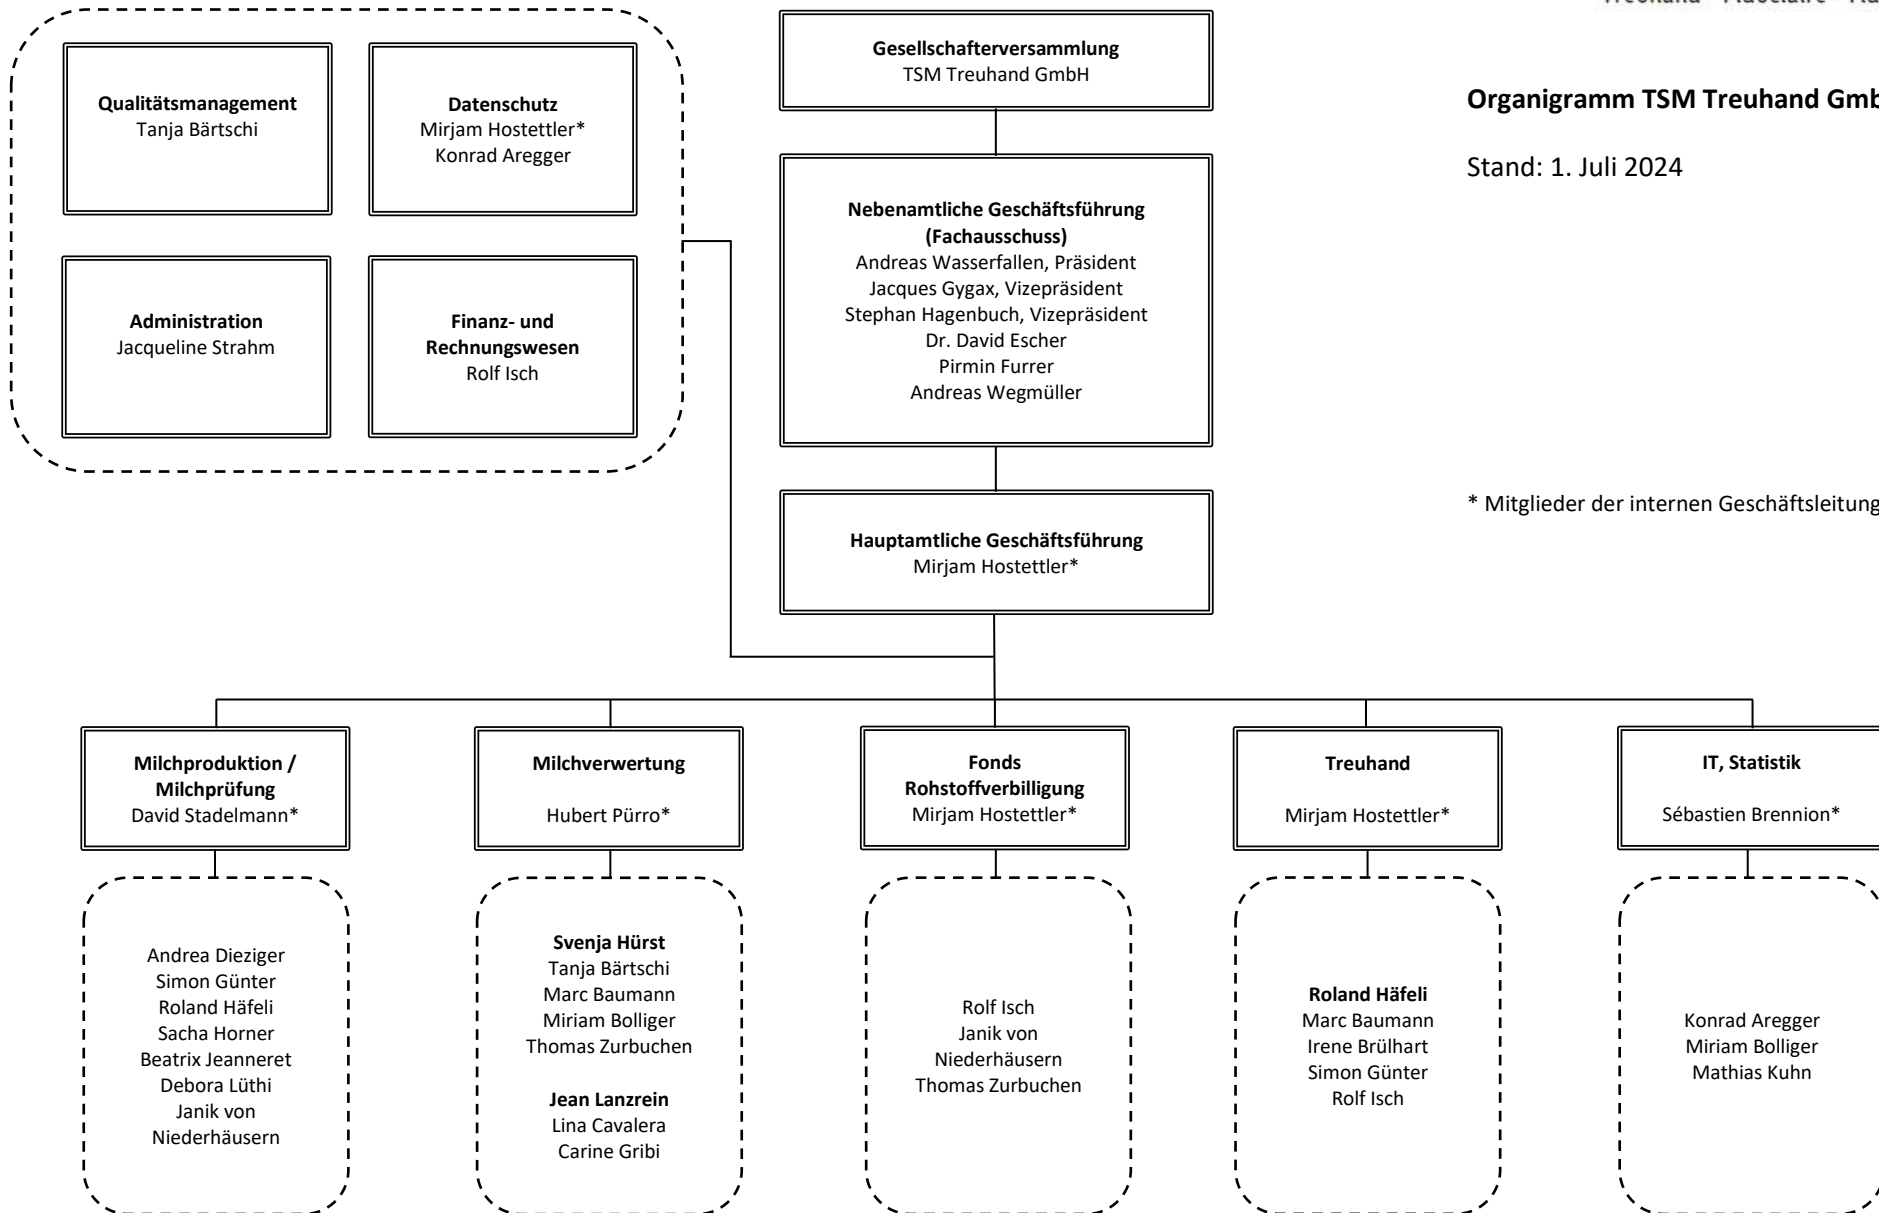 Qualitätsmanagement
Tanja Bärtschi
Datenschutz
Mirjam Hostettler*
Konrad Aregger
Administration
Jacqueline Strahm
Finanz- und
Rechnungswesen
Rolf Isch
Gesellschafterversammlung
TSM Treuhand GmbH
Organigramm TSM Treuhand
Stand: 1. Juli 2024
Nebenamtliche Geschäftsführung
(Fachausschuss)
Andreas Wasserfallen, Präsident
Jacques Gygax, Vizepräsident
Stephan Hagenbuch, Vizepräsident
Dr. David Escher
Pirmin Furrer
Andreas Wegmüller
* Mitglieder der internen Geschäftsleitung
Hauptamtliche Geschäftsführung
Mirjam Hostettler*
Milchproduktion /
Milchprüfung
David Stadelmann*
Milchverwertung
Hubert Pürro*
Fonds
Rohstoffverbilligung
Mirjam Hostettler*
Treuhand
Mirjam Hostettler*
IT, Statistik
Sébastien Brennion*
Andrea Dieziger
Simon Günter
Roland Häfeli
Sacha Horner
Beatrix Jeanneret
Debora Lüthi
Janik von
Niederhäusern
Svenja Hürst
Tanja Bärtschi
Marc Baumann
Miriam Bolliger
Thomas Zurbuchen
Jean Lanzrein
Lina Cavalera
Carine Gribi
Rolf Isch
Janik von
Niederhäusern
Thomas Zurbuchen
Roland Häfeli
Marc Baumann
Irene Brülhart
Simon Günter
Rolf Isch
Konrad Aregger
Miriam Bolliger
Mathias Kuhn